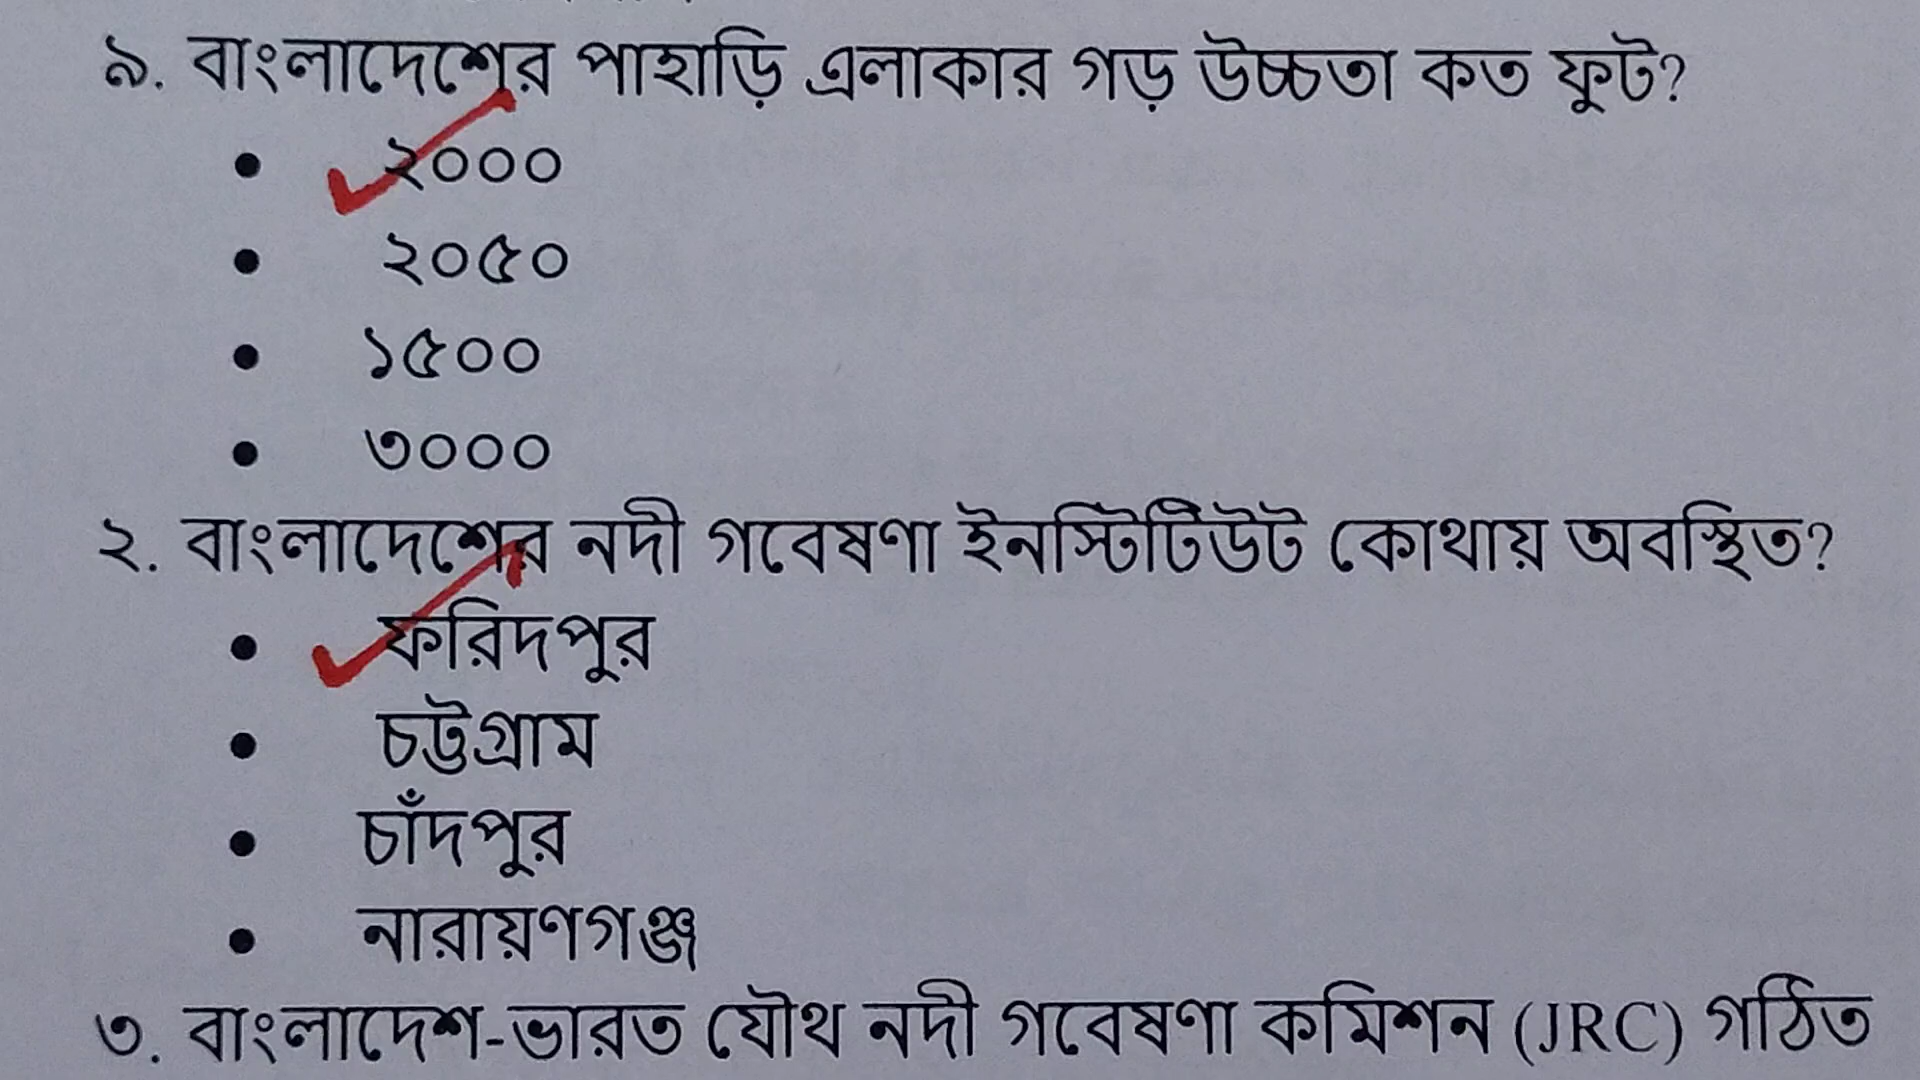 ৯. বাংলাদেশের পাহাড়ি এলাকার গড় উচ্চতা কত ফুট?
• ২০০০
• ২০৫০
• ১৫০০
• ৩০০০
২. বাংলাদেশের নদী গবেষণা ইনস্টিটিউট কোথায় অবস্থিত?
• ফরিদপুর
• চট্টগ্রাম
• চাঁদপুর
• নারায়ণগঞ্জ
৩. বাংলাদেশ-ভারত যৌথ নদী গবেষণা কমিশন (JRC) গঠিত